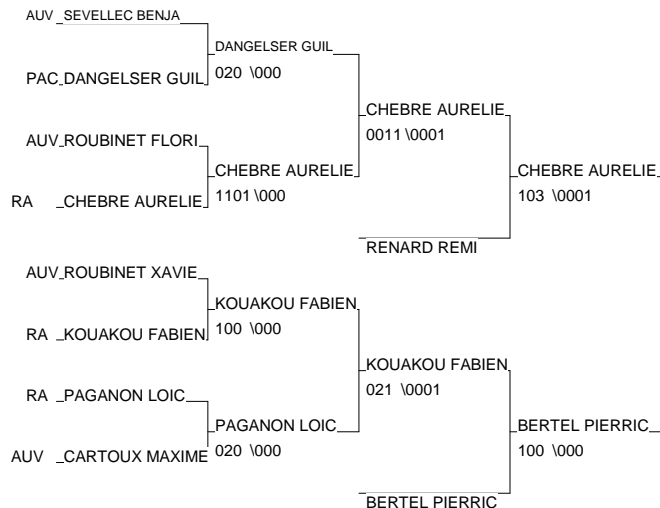 AUV SEVELLEC BENJA
DANGELSER GUIL
020 \000
PAC DANGELSER GUIL
CHEBRE AURELIE
0011 \0001
AUV ROUBINET FLORI
CHEBRE AURELIE
1101 \000
CHEBRE AURELIE
103 \0001
RA CHEBRE AURELIE
RENARD REMI
AUV ROUBINET XAVIE
KOUAKOU FABIEN
100 \000
RA KOUAKOU FABIEN
KOUAKOU FABIEN
021 \0001
RA PAGANON LOIC
PAGANON LOIC
020 \000
BERTEL PIERRIC
100 \000
AUV CARTOUX MAXIME
BERTEL PIERRIC